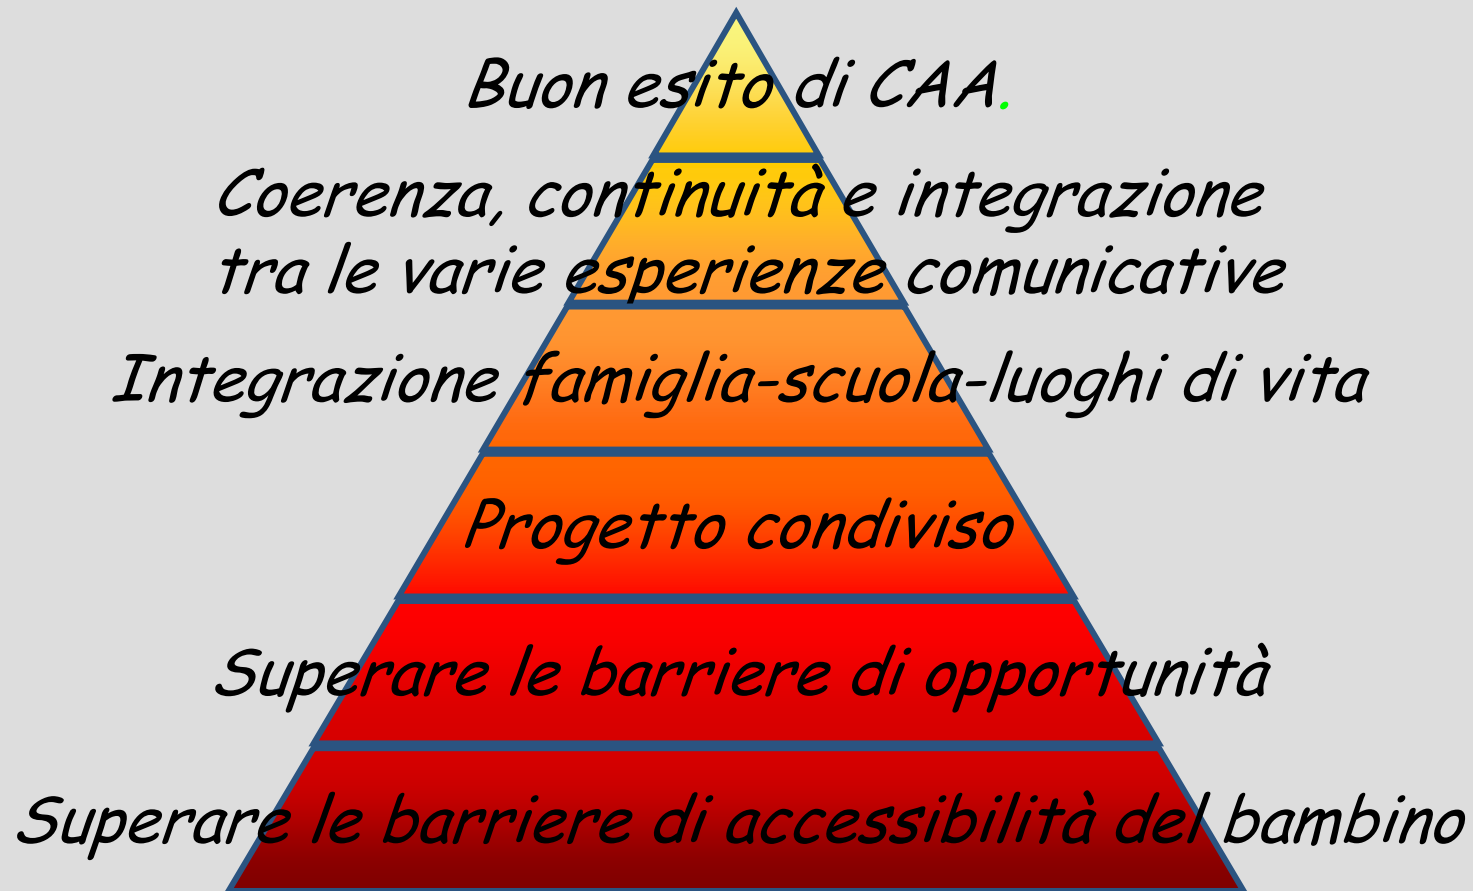 Buon esito di CAA.
Coerenza, continuità e integrazione
tra le varie esperienze comunicative
Integrazione famiglia-scuola-luoghi di vita
Progetto condiviso
Superare le barriere di opportunità
Superare le barriere di accessibilità del bambino